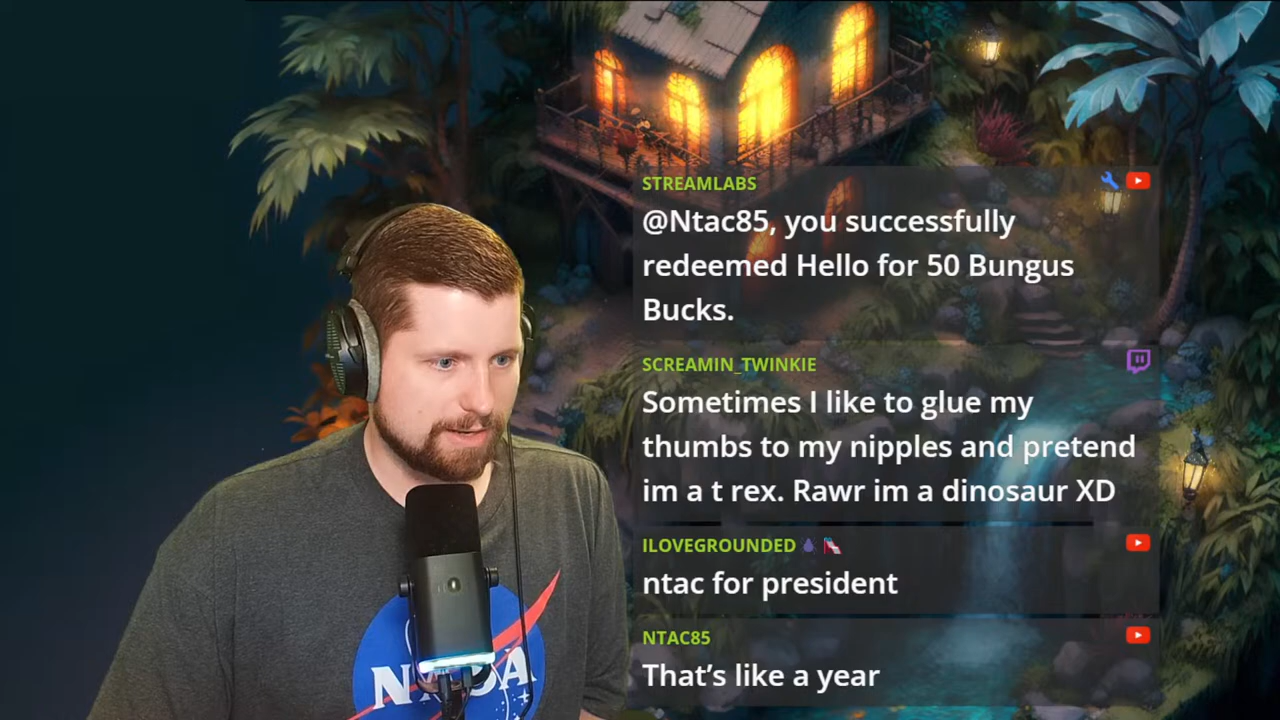 STREAMLABS
@Ntac85, you successfully
redeemed Hello for 50 Bungus
Bucks.
SCREAMIN_TWINKIE
Sometimes I like to glue my
thumbs to my nipples and pretend
im a t rex. Rawr im a dinosaur XD
ILOVEGROUNDED
ntac for president
NTAC85
That’s like a year
NASA